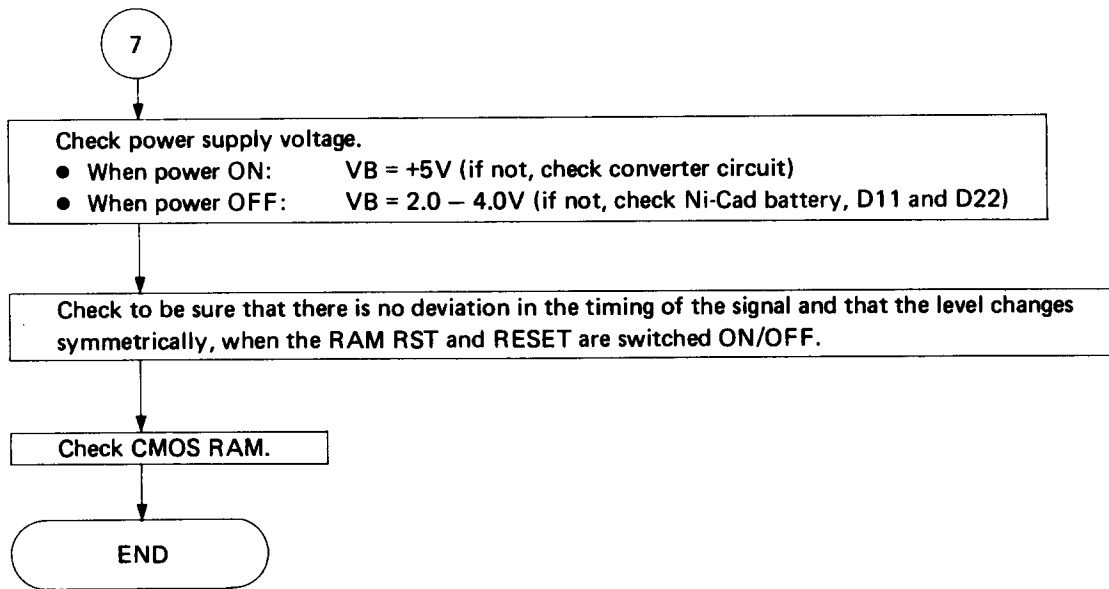 7
Check power supply voltage.
● When power ON: VB = +5V (if not, check converter circuit)
● When power OFF: VB = 2.0 – 4.0V (if not, check Ni-Cad battery, D11 and D22)
Check to be sure that there is no deviation in the timing of the signal and that the level changes
symmetrically, when the RAM RST and RESET are switched ON/OFF.
Check CMOS RAM.
END